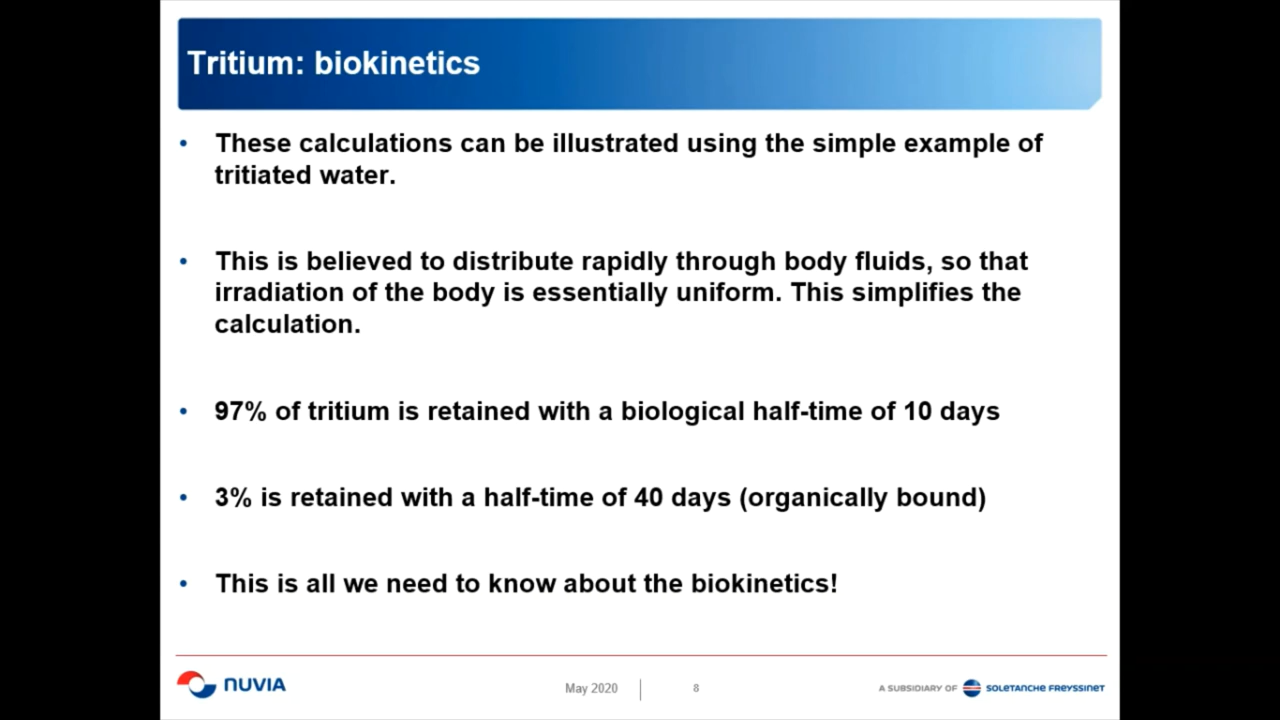 Tritium: biokinetics
• These calculations can be illustrated using the simple example of
tritiated water.
• This is believed to distribute rapidly through body fluids, so that
irradiation of the body is essentially uniform. This simplifies the
calculation.
• 97% of tritium is retained with a biological half-time of 10 days
• 3% is retained with a half-time of 40 days (organically bound)
• This is all we need to know about the biokinetics!
NUVIA
May 2020
8
A SUBSIDIARY OF SOLETANCHE FREYSSINET